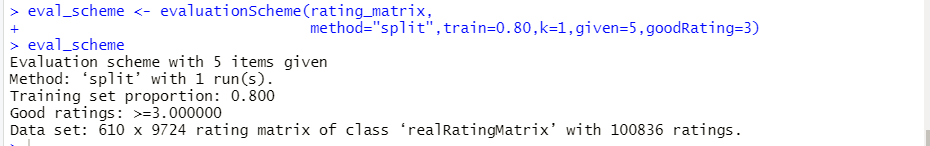 > eval_scheme <- evaluationScheme(rating_matrix,
+                                 method="split",train=0.80,k=1,given=5,goodRating=3)
> eval_scheme
Evaluation scheme with 5 items given
Method: ‘split’ with 1 run(s).
Training set proportion: 0.800
Good ratings: >=3.000000
Data set: 610 x 9724 rating matrix of class ‘realRatingMatrix’ with 100836 ratings.
>